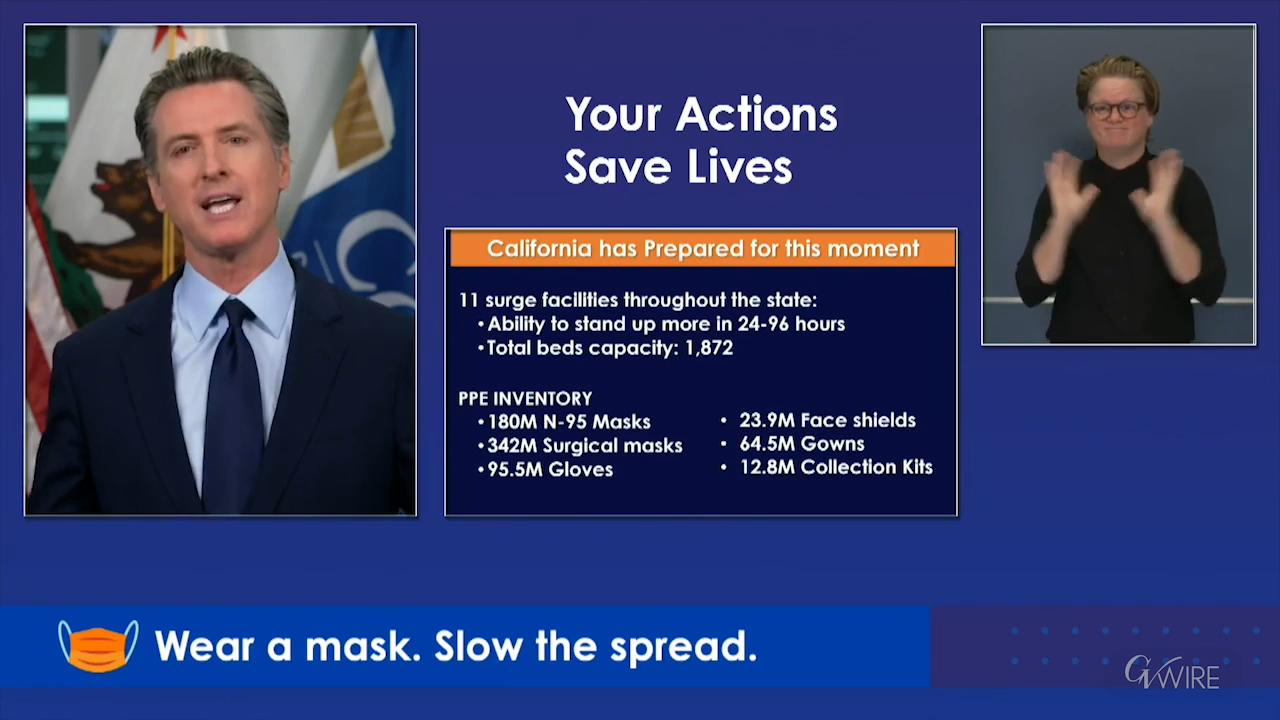 Your Actions
Save Lives
California has Prepared for this moment
11 surge facilities throughout the state:
•Ability to stand up more in 24-96 hours
•Total beds capacity: 1,872
PPE INVENTORY
•180M N-95 Masks
•342M Surgical masks
•95.5M Gloves
• 23.9M Face shields
• 64.5M Gowns
• 12.8M Collection Kits
Wear a mask. Slow the spread.
GV WIRE